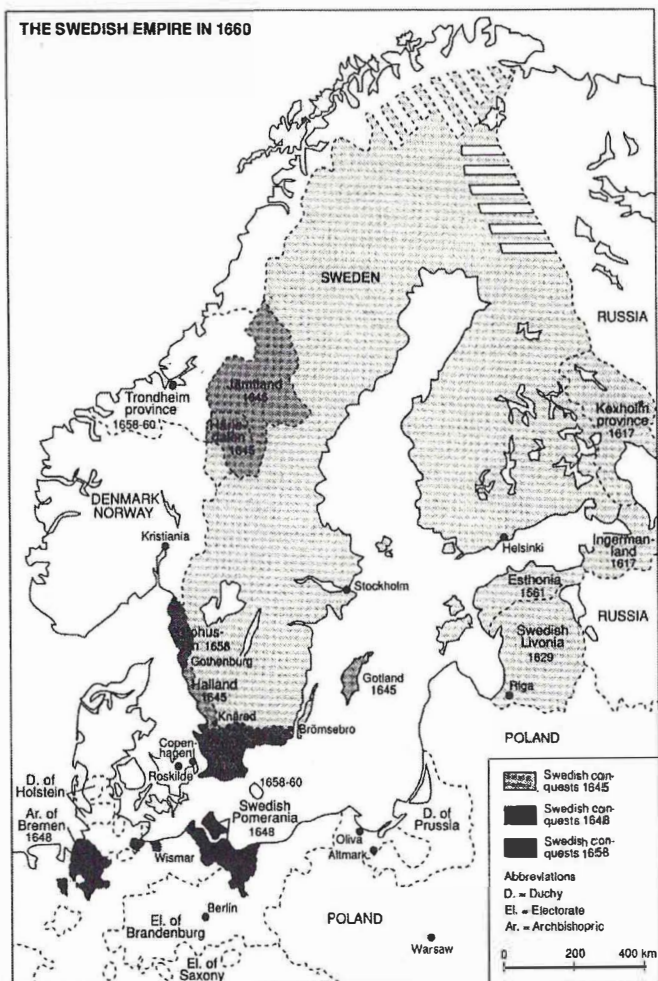 THE SWEDISH EMPIRE IN 1660
SWEDEN
RUSSIA
Jämtland
1645
Trondheim
province
1658-60
Kexholm
province
1617
Härje-
dalen
1645
DENMARK
NORWAY
Kristiania
Helsinki
Ingerman-
land
1617
Esthonia
1561
Stockholm
RUSSIA
Swedish
Livonia
1629
1658
Gothenburg
Gotland
1645
Halland
1645
Riga
Knäred
Brömsebro
POLAND
Copen-
hagen
Roskilde
1658-60
D. of
Holstein
Swedish
Pomerania
1648
D. of
Prussia
Ar. of
Bremen
1648
Oliva
Altmark
Wismar
Berlin
El. of
Brandenburg
POLAND
Warsaw
El. of
Saxony
Swedish con-
quests 1645
Swedish con-
quests 1648
Swedish con-
quests 1658
Abbreviations
D. = Duchy
El. = Electorate
Ar. = Archbishopric
0 200 400 km